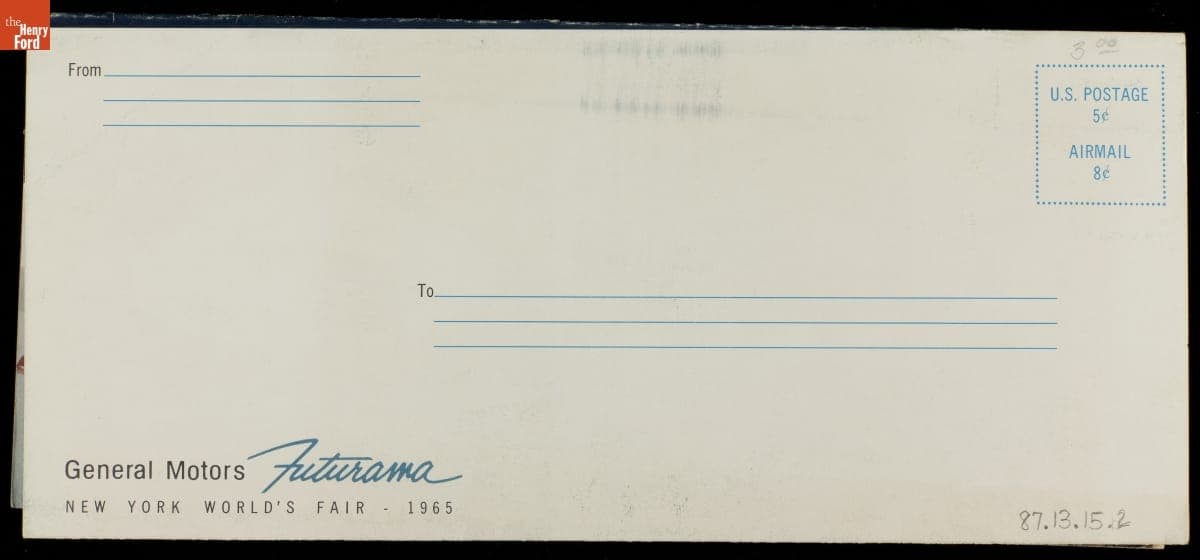 the
Henry
Ford
3 00
From
U.S. POSTAGE
5¢
AIRMAIL
8¢
To
General Motors Futurama
NEW YORK WORLD'S FAIR - 1965
87.13.15.2